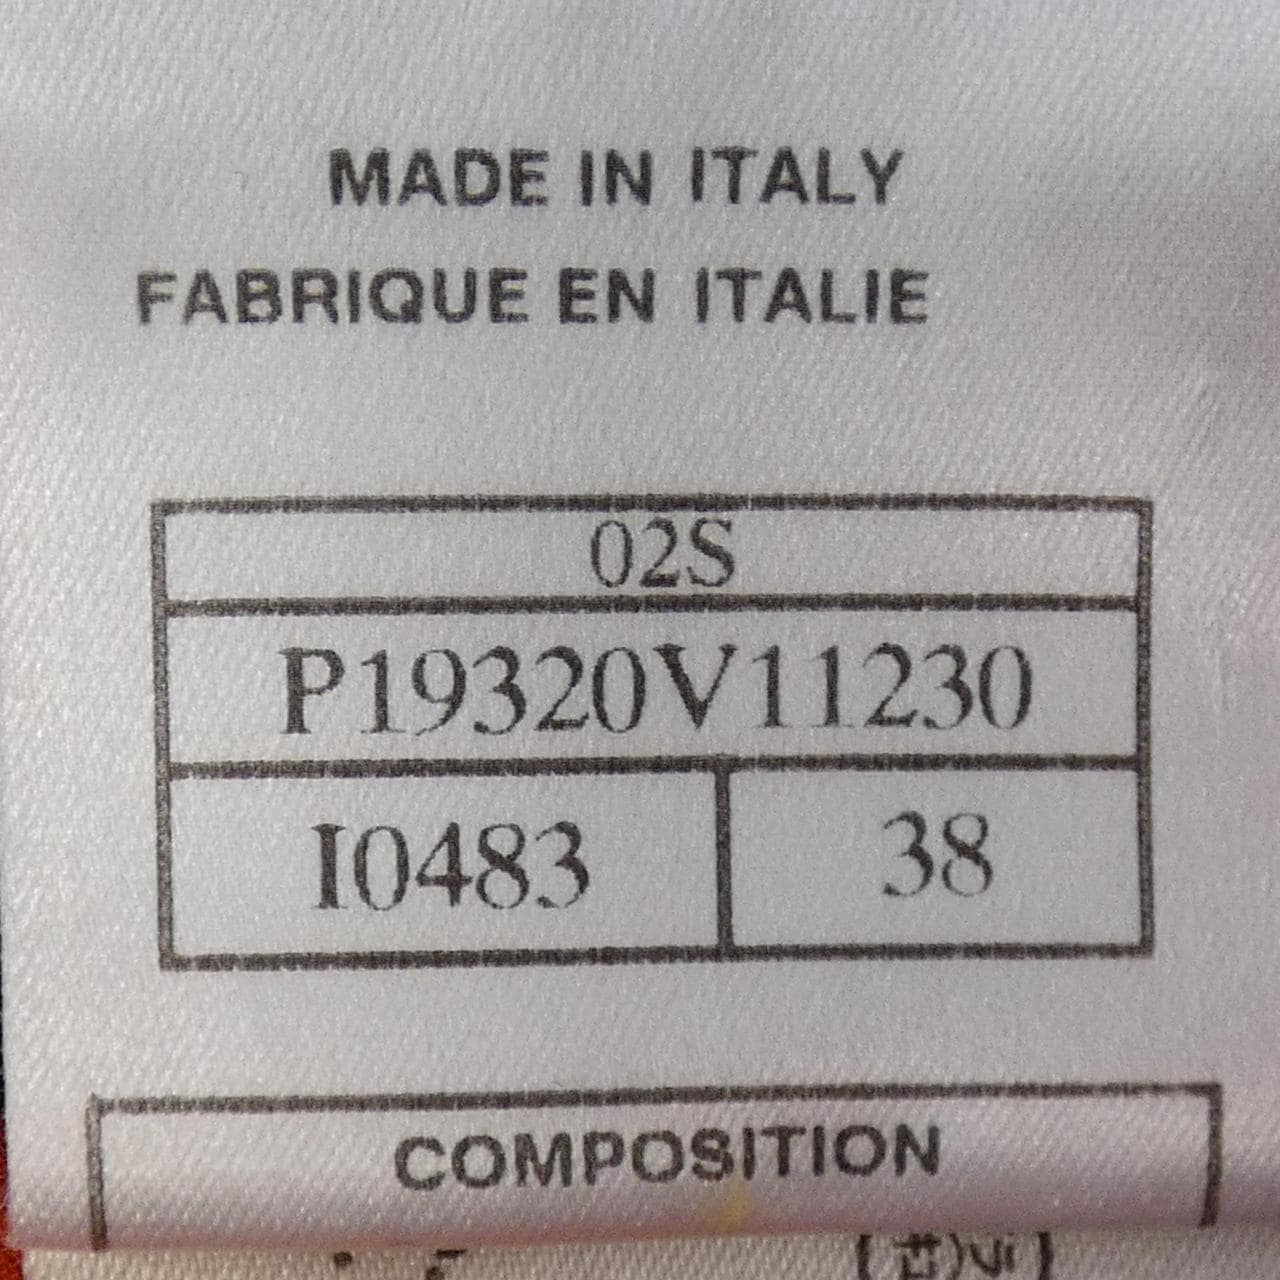 MADE IN ITALY
FABRIQUE EN ITALIE
02S
P19320V11230
I0483 38
COMPOSITION